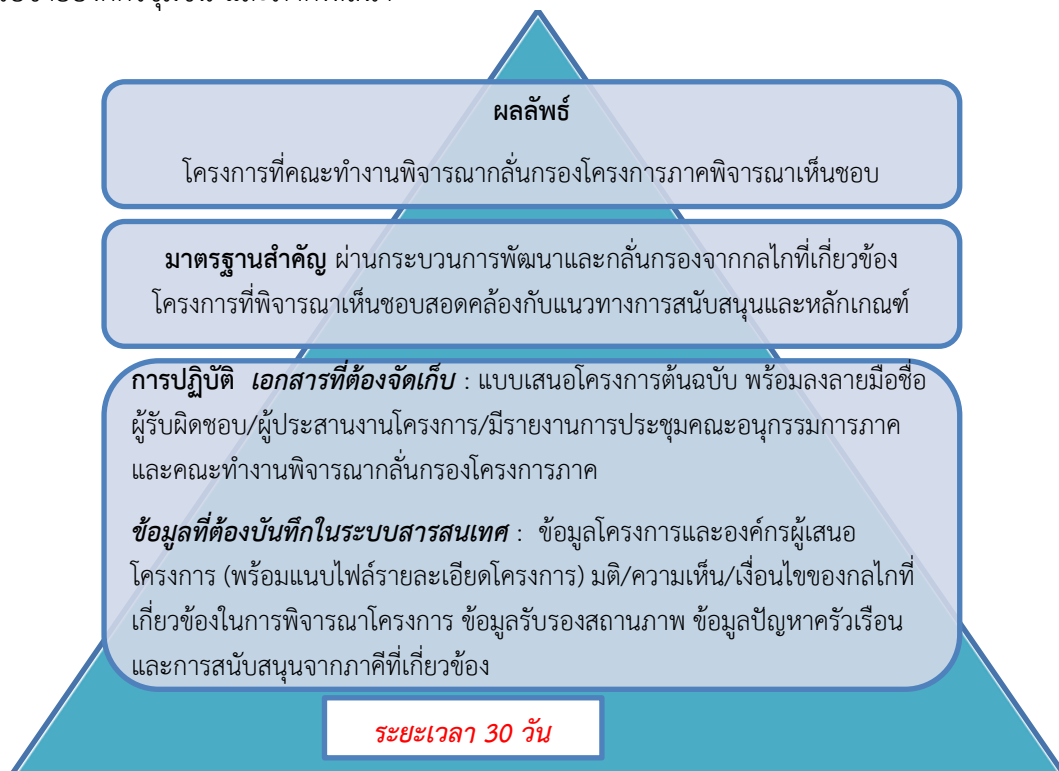 ผลลัพธ์
โครงการที่คณะทำงานพิจารณากลั่นกรองโครงการภาคพิจารณาเห็นชอบ
มาตรฐานสำคัญ ผ่านกระบวนการพัฒนาและกลั่นกรองจากกลไกที่เกี่ยวข้อง
โครงการที่พิจารณาเห็นชอบสอดคล้องกับแนวทางการสนับสนุนและหลักเกณฑ์
การปฏิบัติ เอกสารที่ต้องจัดเก็บ : แบบเสนอโครงการต้นฉบับ พร้อมลงลายมือชื่อ
ผู้รับผิดชอบ/ผู้ประสานงานโครงการ/มีรายงานการประชุมคณะอนุกรรมการภาค
และคณะทำงานพิจารณากลั่นกรองโครงการภาค
ข้อมูลที่ต้องบันทึกในระบบสารสนเทศ : ข้อมูลโครงการและองค์กรผู้เสนอ
โครงการ (พร้อมแนบไฟล์รายละเอียดโครงการ) มติ/ความเห็น/เงื่อนไขของกลไกที่
เกี่ยวข้องในการพิจารณาโครงการ ข้อมูลรับรองสถานภาพ ข้อมูลปัญหาครัวเรือน
และการสนับสนุนจากภาคีที่เกี่ยวข้อง
ระยะเวลา 30 วัน